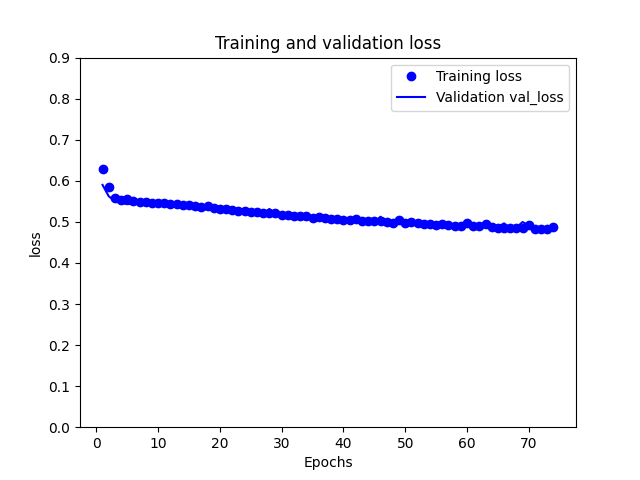 Training and validation loss
Training loss
Validation val_loss
loss
0.9
0.8
0.7
0.6
0.5
0.4
0.3
0.2
0.1
0.0
0 10 20 30 40 50 60 70
Epochs